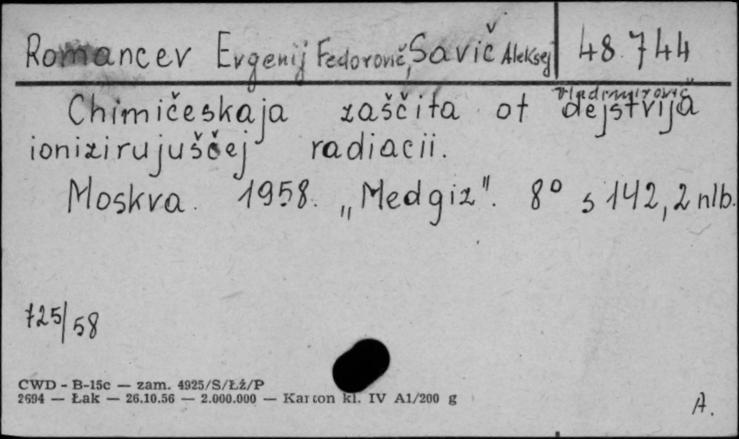 Romancev Evgenij Fedorovič, Savič Aleksej 48.744
Vladimirovič
Chimičeskaja zaščita ot dejstvija
ionizirujuščej radiacii.
Moskva. 1958. „Medgiz". 8° s 142, 2 nlb.
725/58
CWD - B-15c — zam. 4925/S/Łź/P
2694 — Łak — 26.10.56 — 2.000.000 — Karton kl. IV A1/200 g
A.